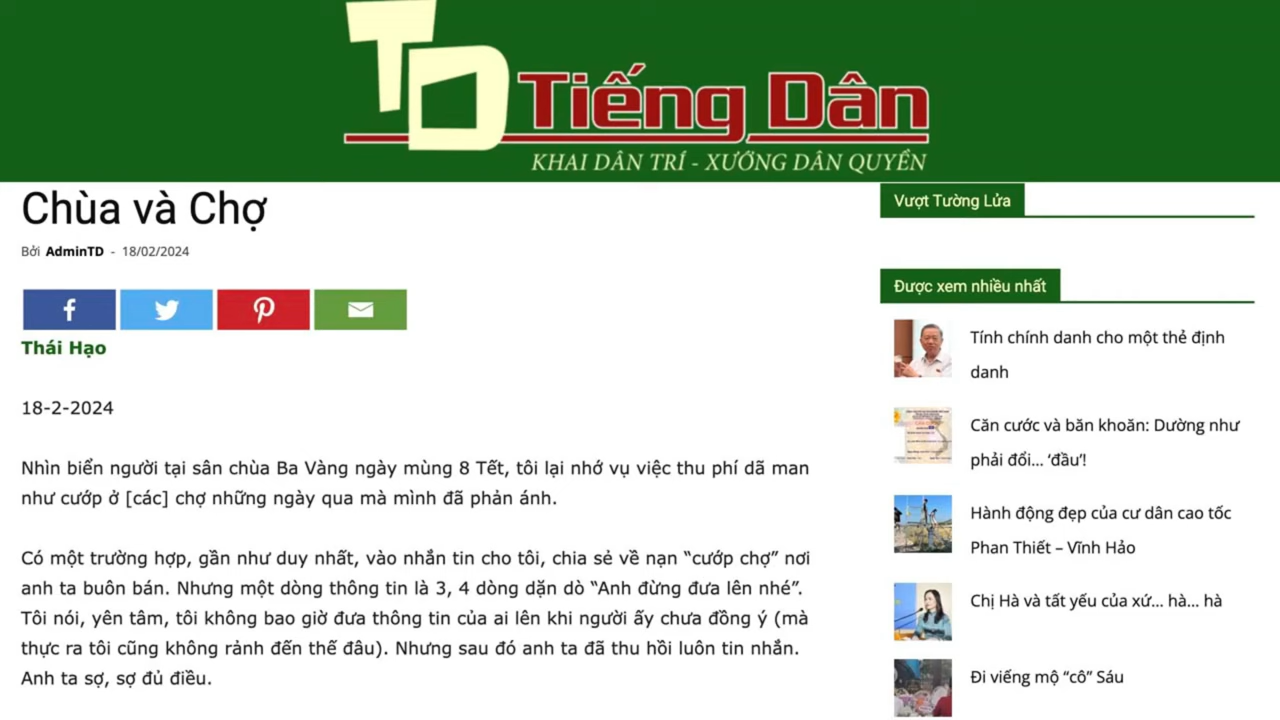 TD Tiếng Dân
KHAI DÂN TRÍ - XƯỚNG DÂN QUYỀN
Chùa và Chợ
Bởi AdminTD - 18/02/2024
Thái Hạo
18-2-2024
Nhìn biển người tại sân chùa Ba Vàng ngày mùng 8 Tết, tôi lại nhớ vụ việc thu phí dã man
như cướp ở [các] chợ những ngày qua mà mình đã phản ánh.
Có một trường hợp, gần như duy nhất, vào nhắn tin cho tôi, chia sẻ về nạn “cướp chợ” nơi
anh ta buôn bán. Nhưng một dòng thông tin là 3, 4 dòng dặn dò “Anh đừng đưa lên nhé”.
Tôi nói, yên tâm, tôi không bao giờ đưa thông tin của ai lên khi người ấy chưa đồng ý (mà
thực ra tôi cũng không rảnh đến thế đâu). Nhưng sau đó anh ta đã thu hồi luôn tin nhắn.
Anh ta sợ, sợ đủ điều.
Vượt Tường Lửa
Được xem nhiều nhất
Tính chính danh cho một thẻ định
danh
Căn cước và băn khoăn: Dường như
phải đổi... ‘đầu’!
Hành động đẹp của cư dân cao tốc
Phan Thiết – Vĩnh Hảo
Chị Hà và tất yếu của xứ... hà... hà
Đi viếng mộ “cô” Sáu